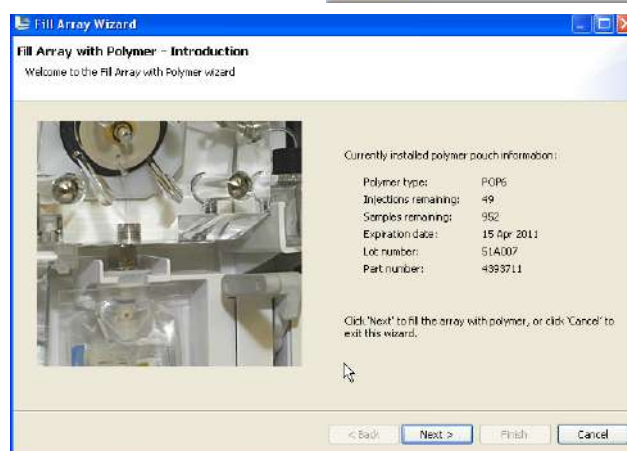 Fill Array Wizard
Fill Array with Polymer - Introduction
Welcome to the Fill Array with Polymer wizard
Currently installed polymer pouch information:
Polymer type: POP6
Injections remaining: 49
Samples remaining: 952
Expiration date: 15 Apr 2011
Lot number: 51A007
Part number: 4393711
Click 'Next' to fill the array with polymer, or click 'Cancel' to
exit this wizard.
< Back Next > Finish Cancel